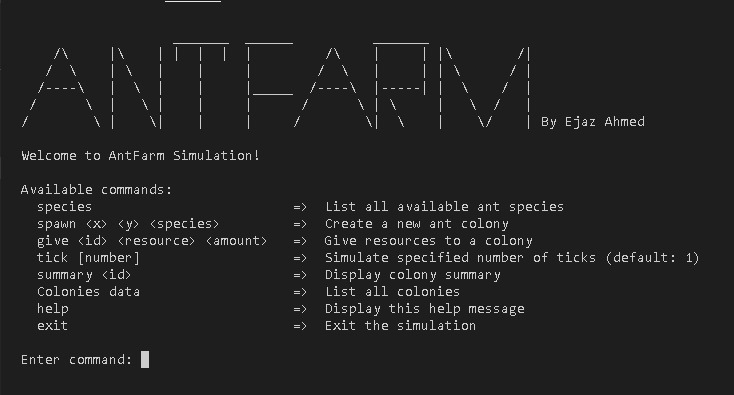 ANTFARM By Ejaz Ahmed
Welcome to AntFarm Simulation!
Available commands:
species => List all available ant species
spawn <x> <y> <species> => Create a new ant colony
give <id> <resource> <amount> => Give resources to a colony
tick [number] => Simulate specified number of ticks (default: 1)
summary <id> => Display colony summary
Colonies data => List all colonies
help => Display this help message
exit => Exit the simulation
Enter command: